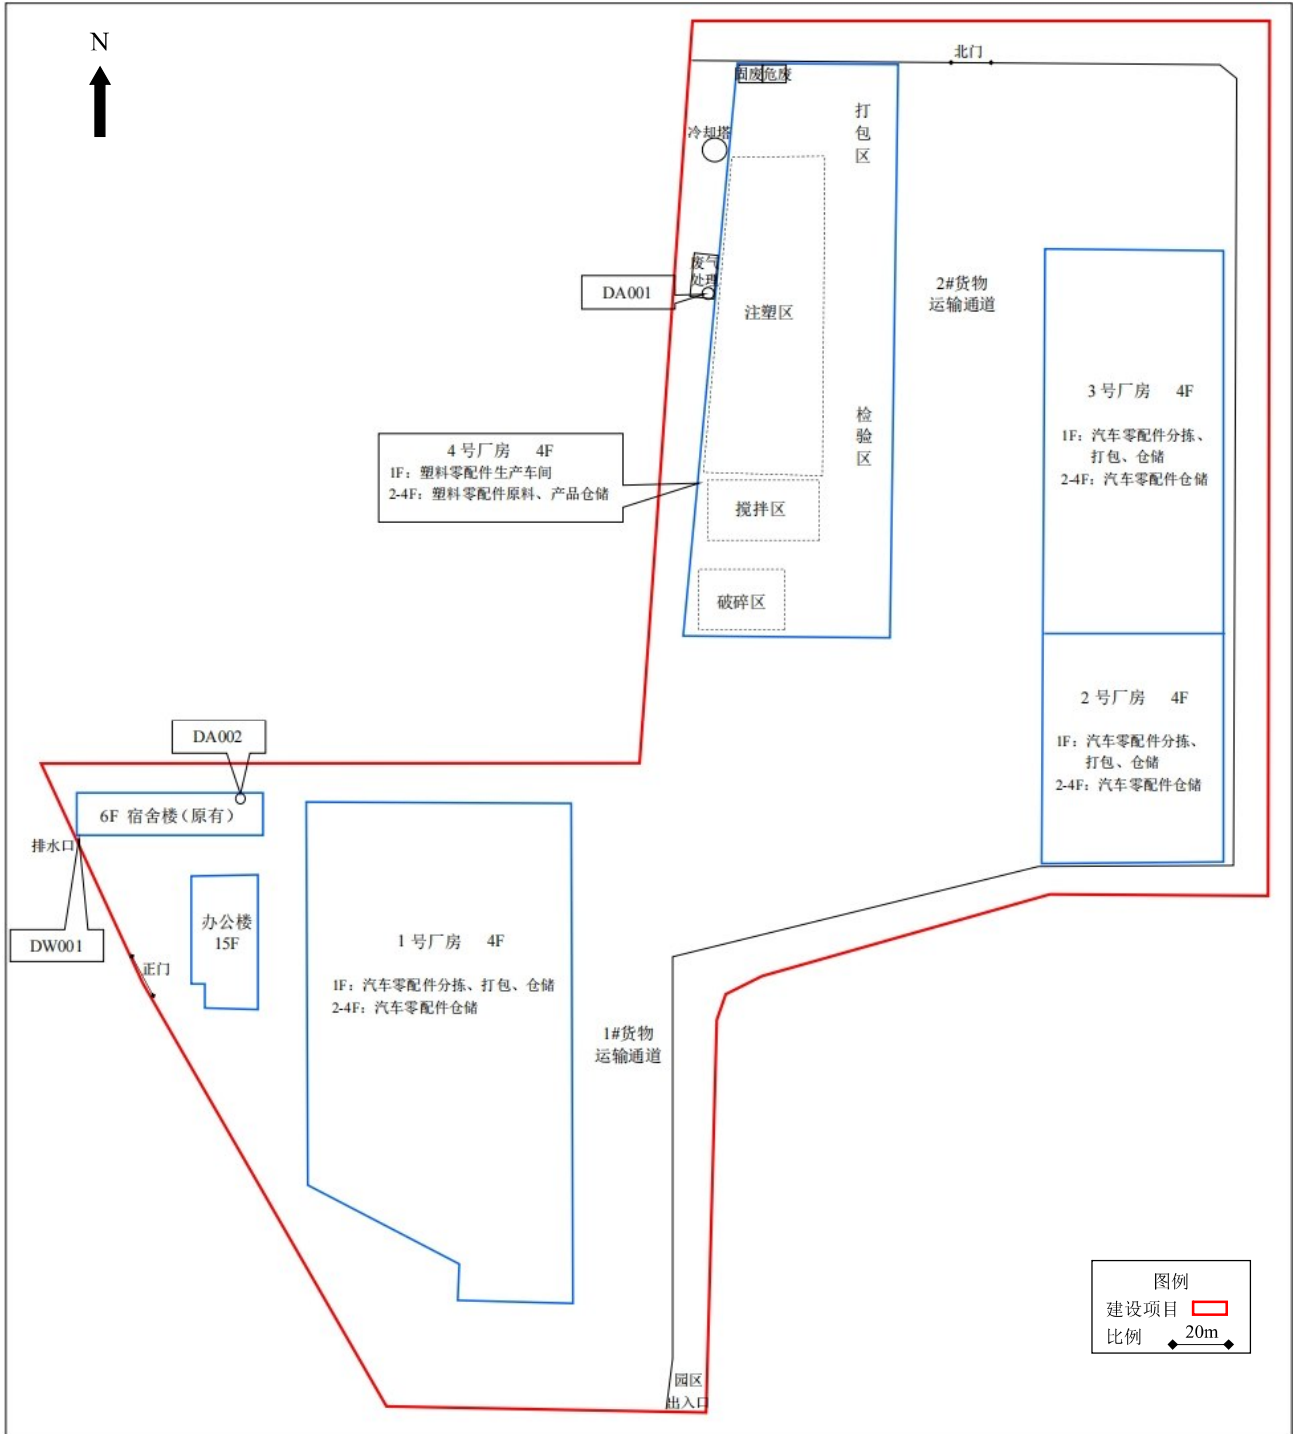 N
北门
固废 危废
打
包
区
冷却塔
废气
处理
DA001
注塑区
2#货物
运输通道
3 号厂房 4F
1F：汽车零配件分拣、
打包、仓储
2-4F：汽车零配件仓储
检
验
区
4 号厂房 4F
1F：塑料零配件生产车间
2-4F：塑料零配件原料、产品仓储
搅拌区
破碎区
2 号厂房 4F
1F：汽车零配件分拣、
打包、仓储
2-4F：汽车零配件仓储
DA002
6F 宿舍楼（原有）
排水口
DW001
办公楼
15F
正门
1 号厂房 4F
1F：汽车零配件分拣、打包、仓储
2-4F：汽车零配件仓储
1#货物
运输通道
园区
出入口
图例
建设项目
比例 20m